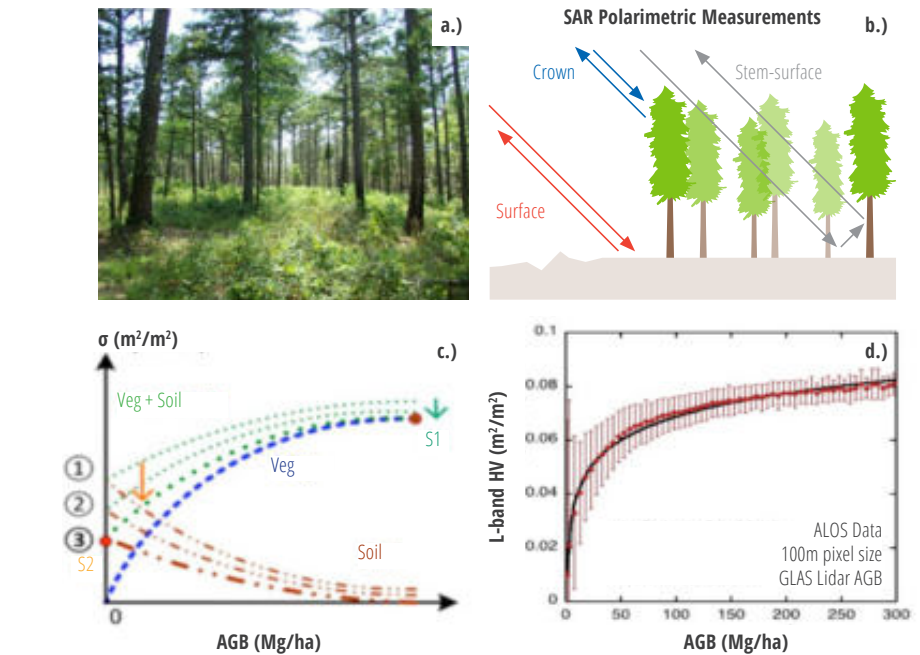 a.)
SAR Polarimetric Measurements
b.)
Crown
Stem-surface
Surface
σ (m²/m²)
c.)
Veg + Soil
S1
①
Veg
②
③
Soil
S2
0
AGB (Mg/ha)
d.)
0.1
0.08
0.06
0.04
0.02
0
L-band HV (m²/m²)
ALOS Data
100m pixel size
GLAS Lidar AGB
0 50 100 150 200 250 300
AGB (Mg/ha)